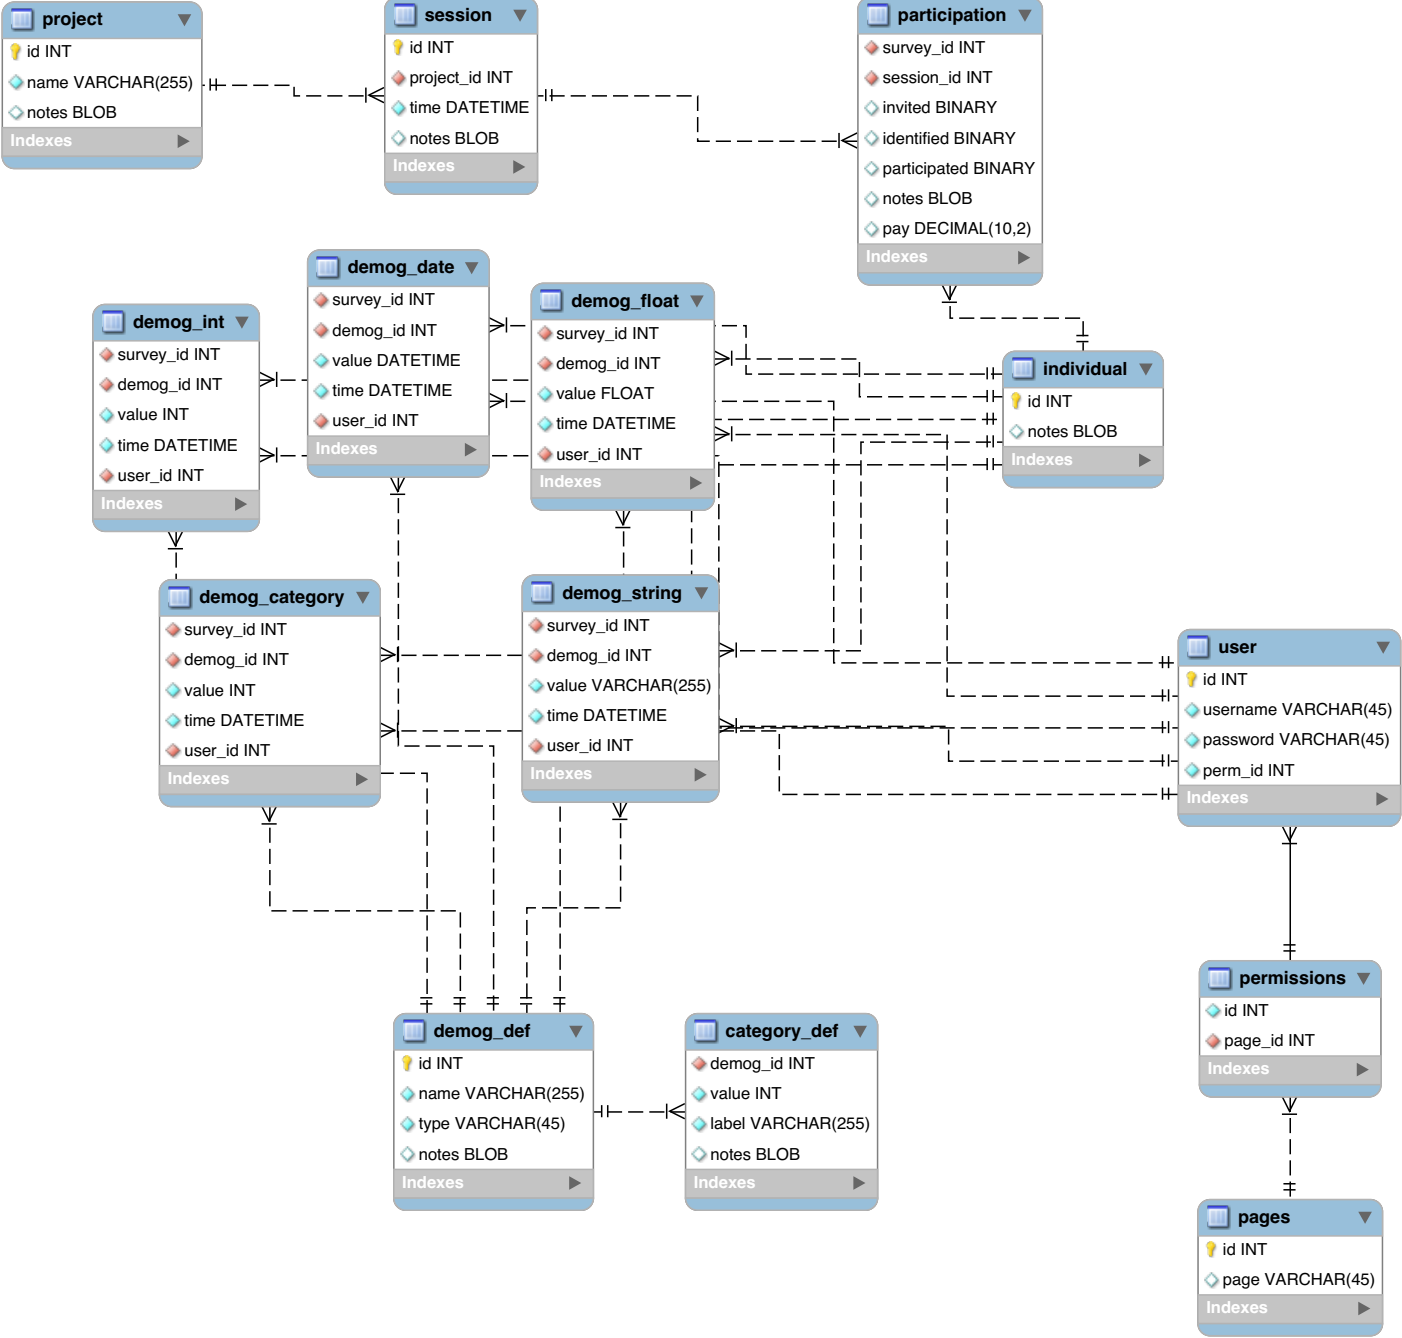 project
id INT
name VARCHAR(255)
notes BLOB
Indexes
session
id INT
project_id INT
time DATETIME
notes BLOB
Indexes
participation
survey_id INT
session_id INT
invited BINARY
identified BINARY
participated BINARY
notes BLOB
pay DECIMAL(10,2)
Indexes
demog_int
survey_id INT
demog_id INT
value INT
time DATETIME
user_id INT
Indexes
demog_date
survey_id INT
demog_id INT
value DATETIME
time DATETIME
user_id INT
Indexes
demog_float
survey_id INT
demog_id INT
value FLOAT
time DATETIME
user_id INT
Indexes
individual
id INT
notes BLOB
Indexes
demog_category
survey_id INT
demog_id INT
value INT
time DATETIME
user_id INT
Indexes
demog_string
survey_id INT
demog_id INT
value VARCHAR(255)
time DATETIME
user_id INT
Indexes
user
id INT
username VARCHAR(45)
password VARCHAR(45)
perm_id INT
Indexes
demog_def
id INT
name VARCHAR(255)
type VARCHAR(45)
notes BLOB
Indexes
category_def
demog_id INT
value INT
label VARCHAR(255)
notes BLOB
Indexes
permissions
id INT
page_id INT
Indexes
pages
id INT
page VARCHAR(45)
Indexes